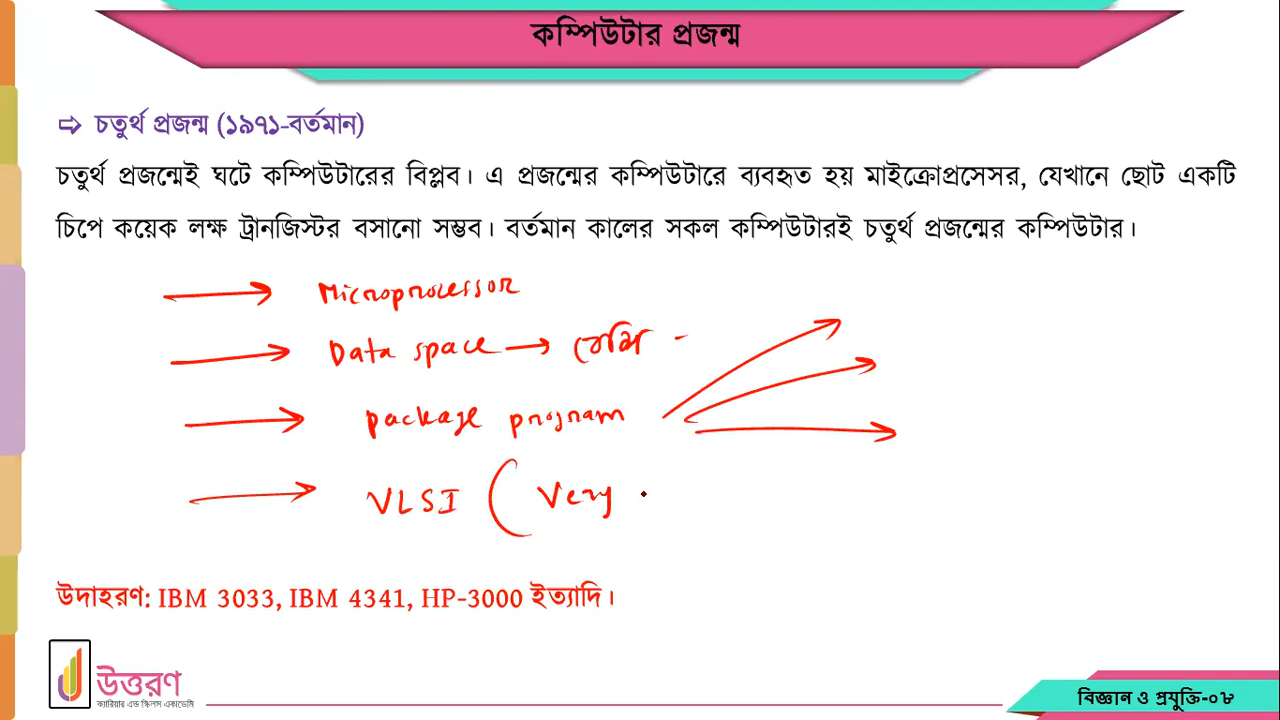 কম্পিউটার প্রজন্ম
⇨ চতুর্থ প্রজন্ম (১৯৭১-বর্তমান)
চতুর্থ প্রজন্মেই ঘটে কম্পিউটারের বিপ্লব। এ প্রজন্মের কম্পিউটারে ব্যবহৃত হয় মাইক্রোপ্রসেসর, যেখানে ছোট একটি
চিপে কয়েক লক্ষ ট্রানজিস্টর বসানো সম্ভব। বর্তমান কালের সকল কম্পিউটারই চতুর্থ প্রজন্মের কম্পিউটার।
→ Microprocessor
→ Data space → বেশি -
→ package program
→ VLSI ( Very
উদাহরণ: IBM 3033, IBM 4341, HP-3000 ইত্যাদি।
উত্তরণ
ক্যারিয়ার এন্ড স্কিলস একাডেমি
বিজ্ঞান ও প্রযুক্তি-০৮